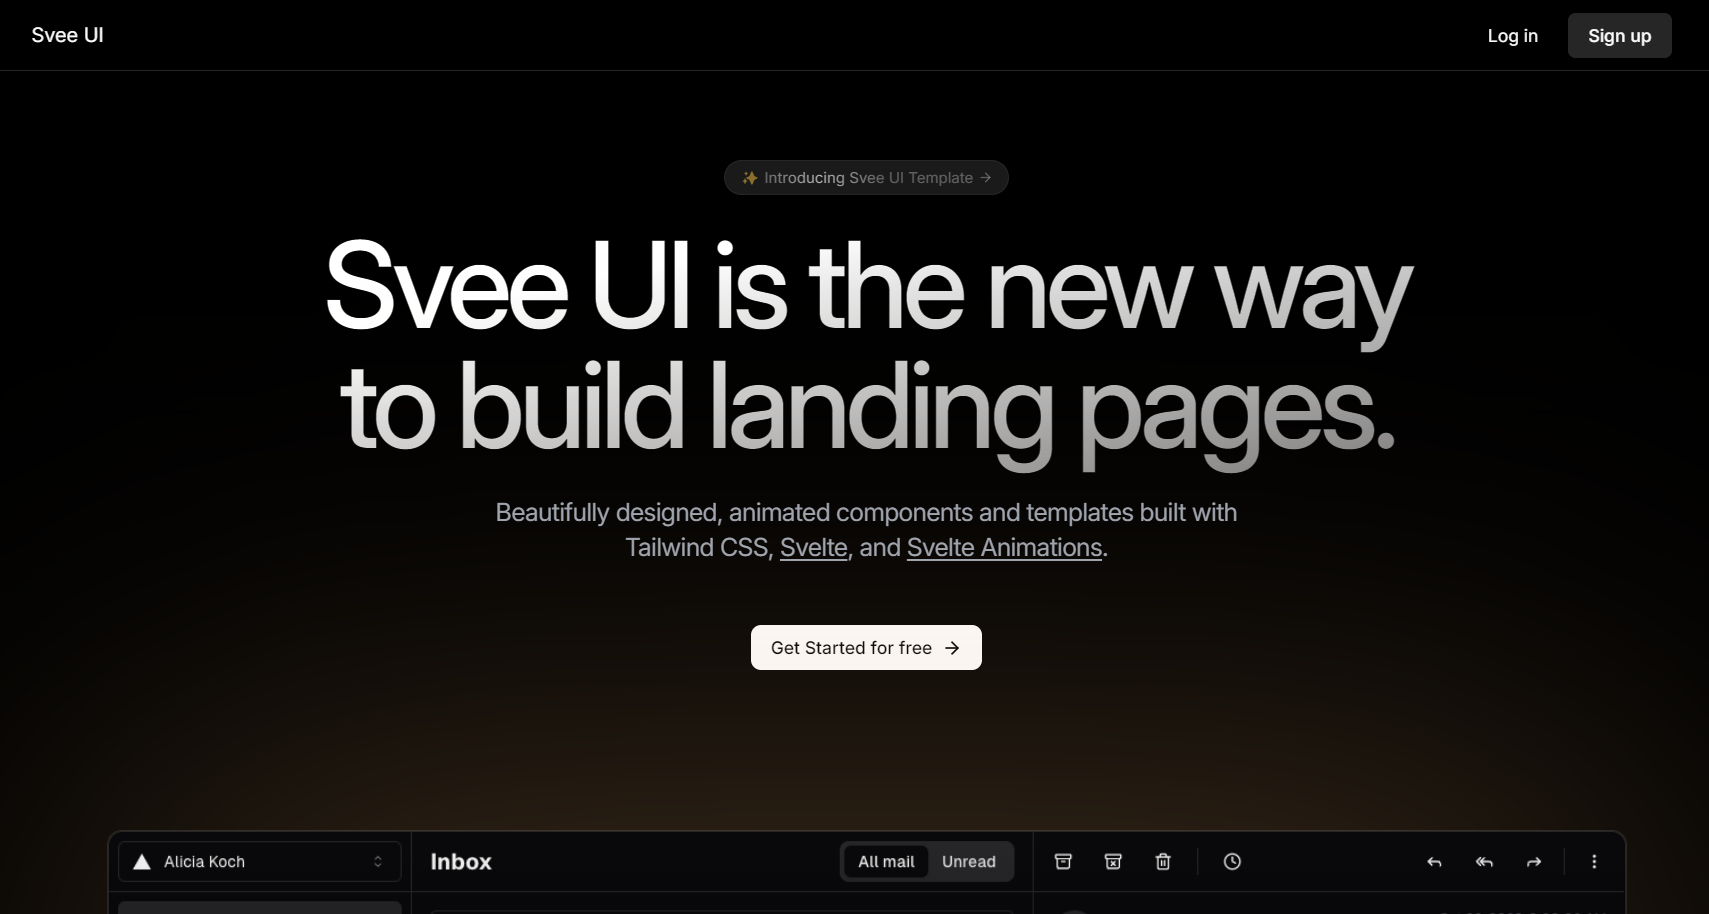 Svee UI
Log in
Sign up
✨ Introducing Svee UI Template →
Svee UI is the new way
to build landing pages.
Beautifully designed, animated components and templates built with
Tailwind CSS, Svelte, and Svelte Animations.
Get Started for free →
Alicia Koch
Inbox
All mail
Unread